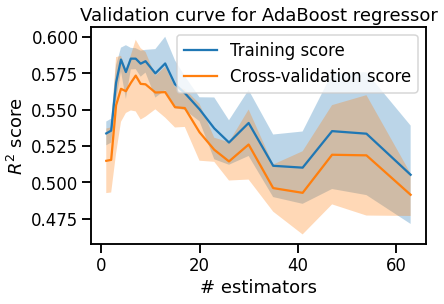 Validation curve for AdaBoost regressor
Training score
Cross-validation score
0.600
0.575
0.550
0.525
0.500
0.475
R² score
0 20 40 60
# estimators